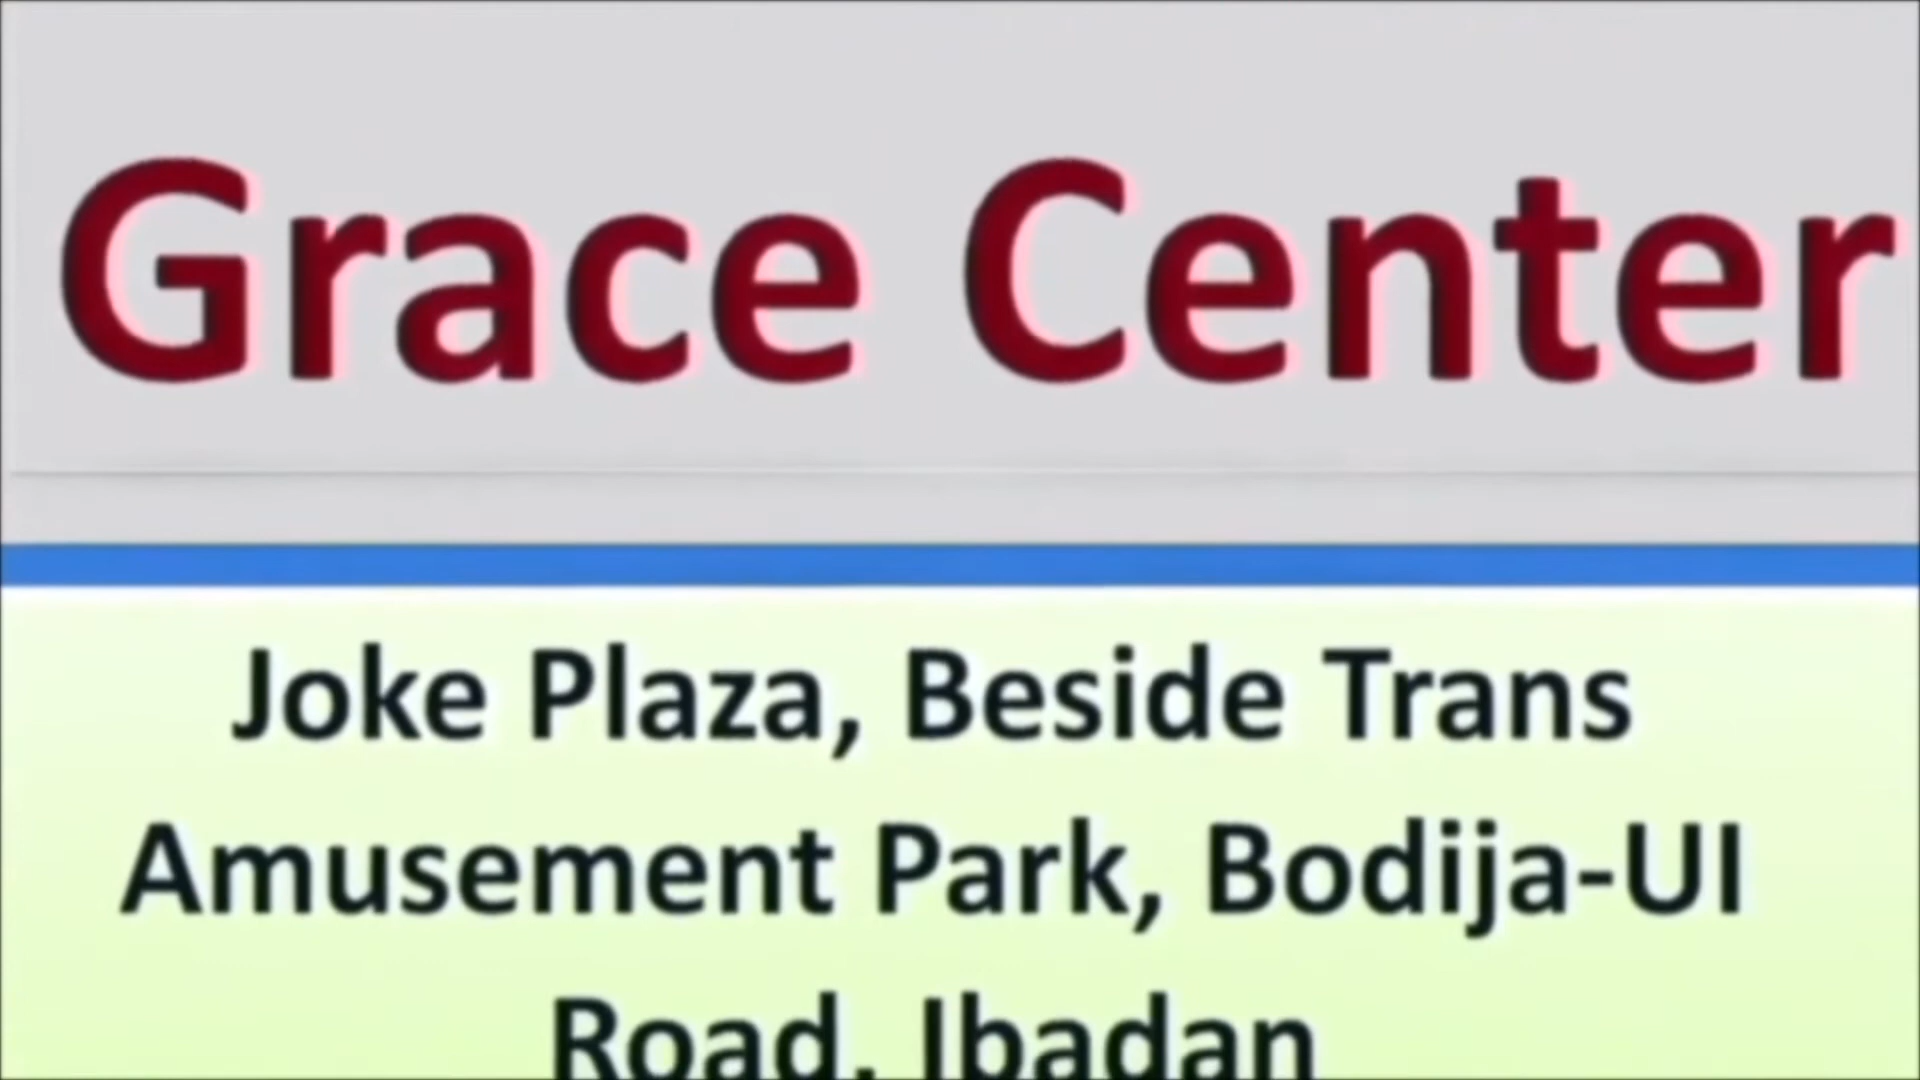 Grace Center
Joke Plaza, Beside Trans
Amusement Park, Bodija-UI
Road, Ibadan